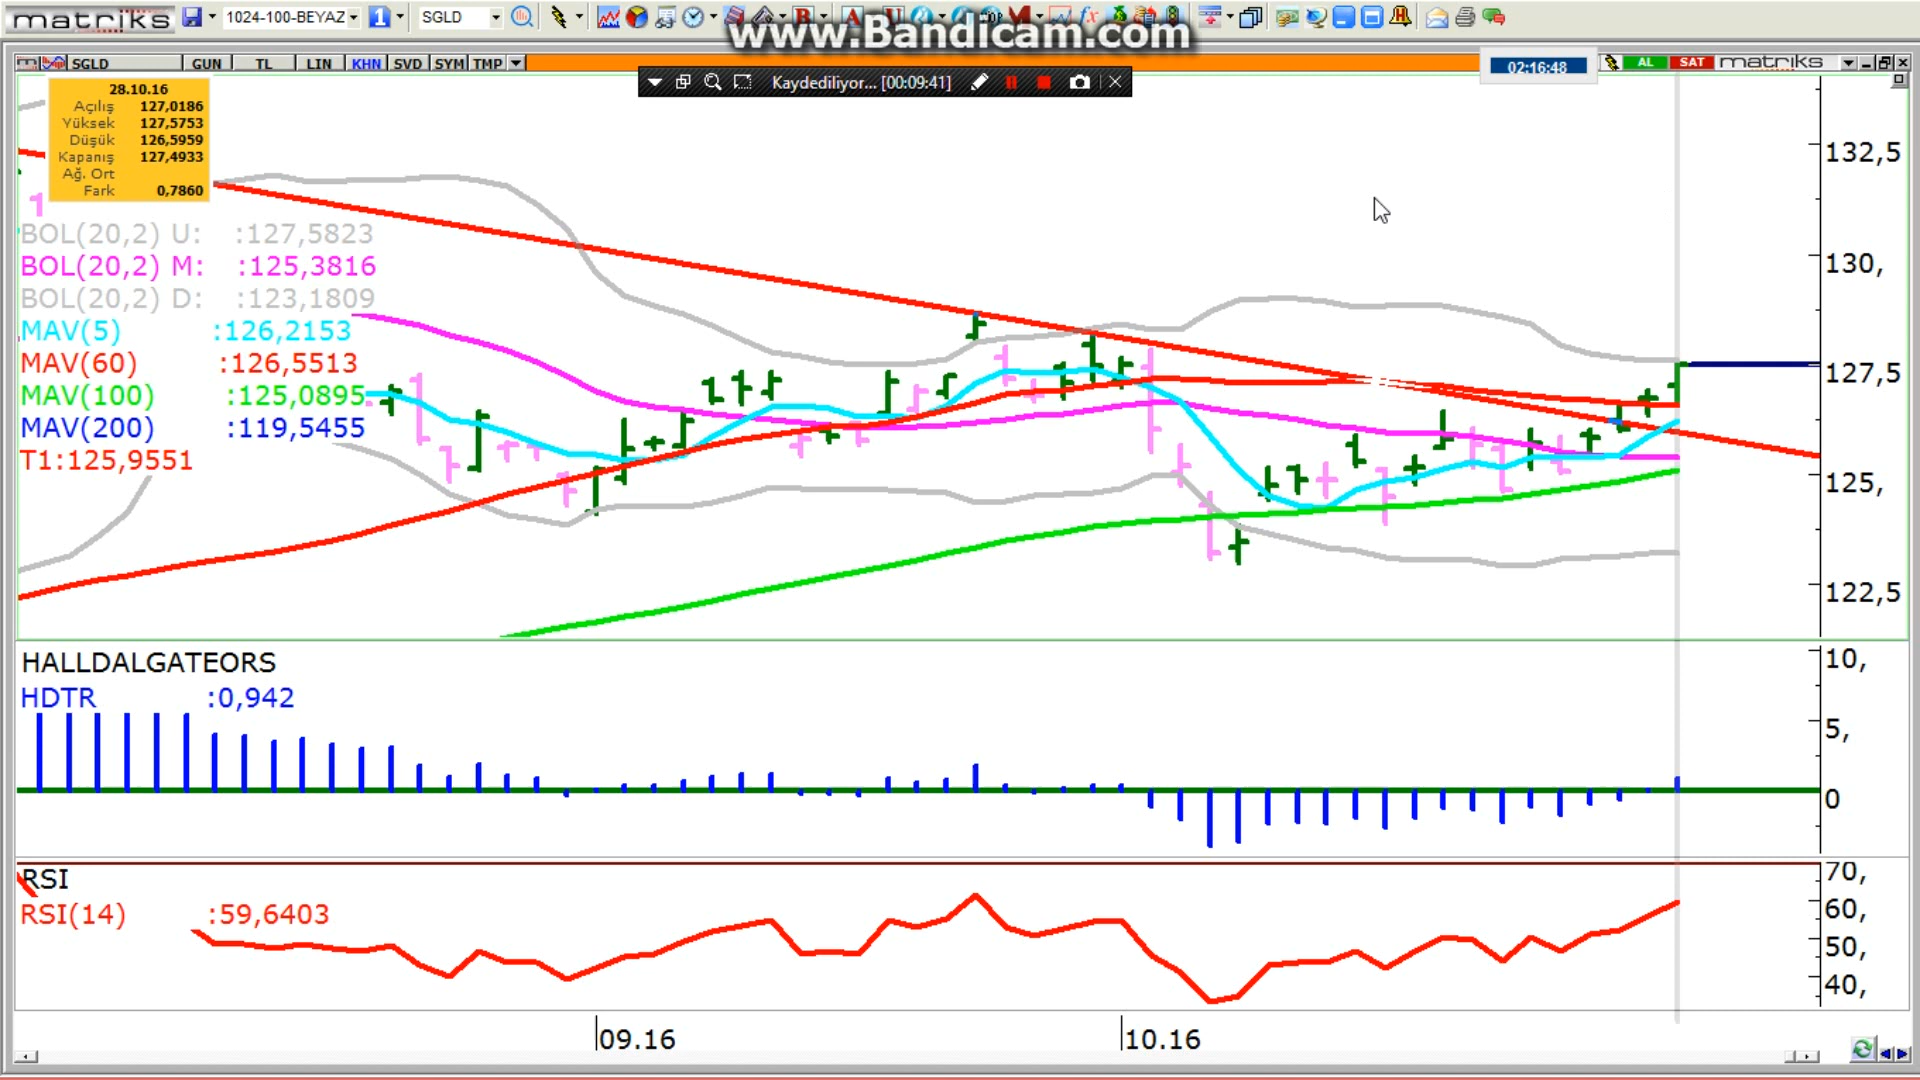 matriks
1024-100-BEYAZ
1
SGLD
www.Bandicam.com
SGLD GUN TL LIN KHN SVD SYM TMP
02:16:48
AL SAT matriks
Kaydediliyor... [00:09:41]
28.10.16
Açılış 127,0186
Yüksek 127,5753
Düşük 126,5959
Kapanış 127,4933
Ağ. Ort
Fark 0,7860
BOL(20,2) U: :127,5823
BOL(20,2) M: :125,3816
BOL(20,2) D: :123,1809
MAV(5) :126,2153
MAV(60) :126,5513
MAV(100) :125,0895
MAV(200) :119,5455
T1:125,9551
132,5
130,
127,5
125,
122,5
HALLDALGATEORS
HDTR :0,942
10,
5,
0
RSI
RSI(14) :59,6403
70,
60,
50,
40,
09.16
10.16